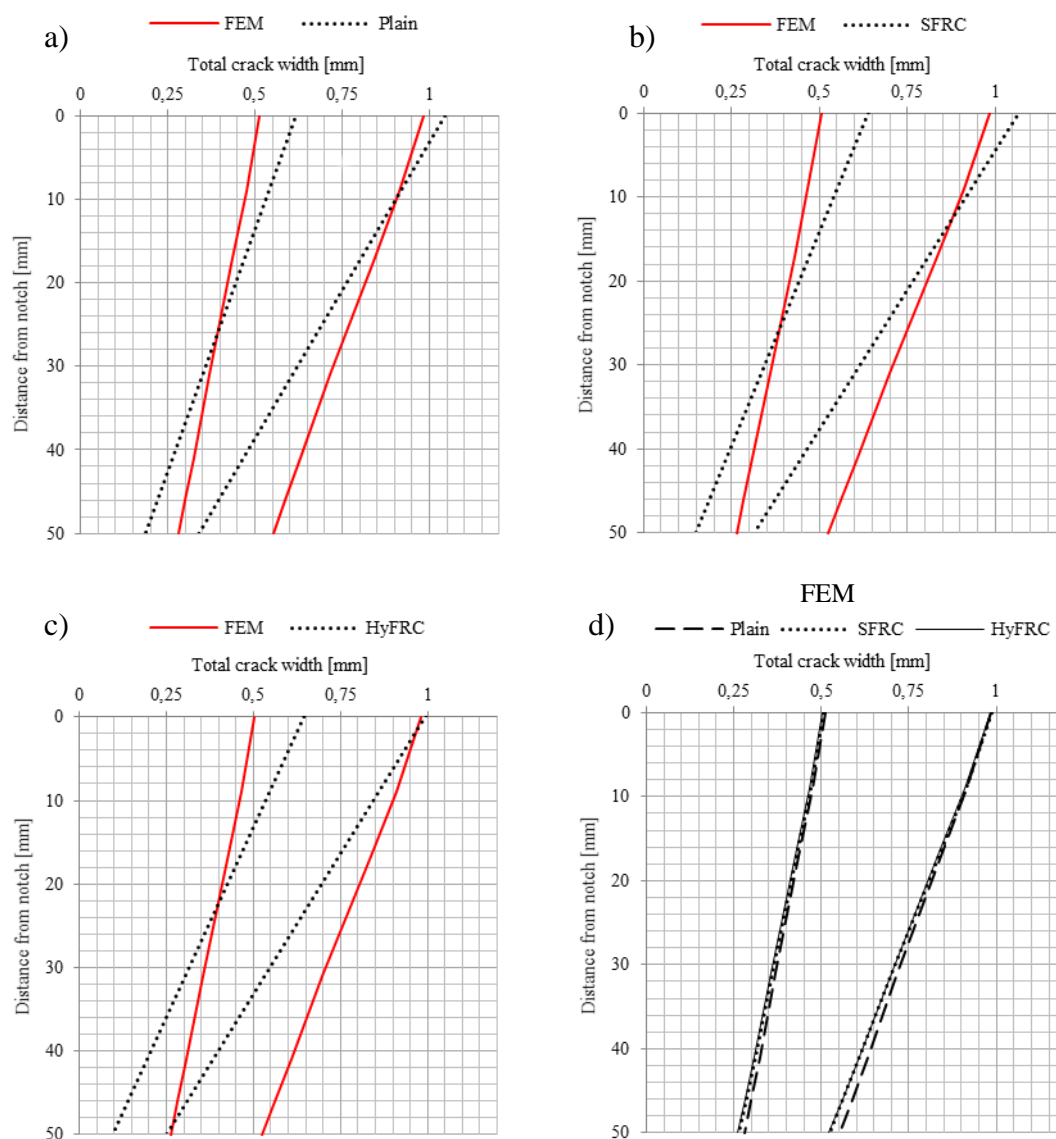 a)
FEM Plain
Total crack width [mm]
0 0,25 0,5 0,75 1
0
10
20
30
40
50
Distance from notch [mm]
b)
FEM SFRC
Total crack width [mm]
0 0,25 0,5 0,75 1
0
10
20
30
40
50
Distance from notch [mm]
c)
FEM HyFRC
Total crack width [mm]
0 0,25 0,5 0,75 1
0
10
20
30
40
50
Distance from notch [mm]
FEM
d)
Plain SFRC HyFRC
Total crack width [mm]
0 0,25 0,5 0,75 1
0
10
20
30
40
50
Distance from notch [mm]